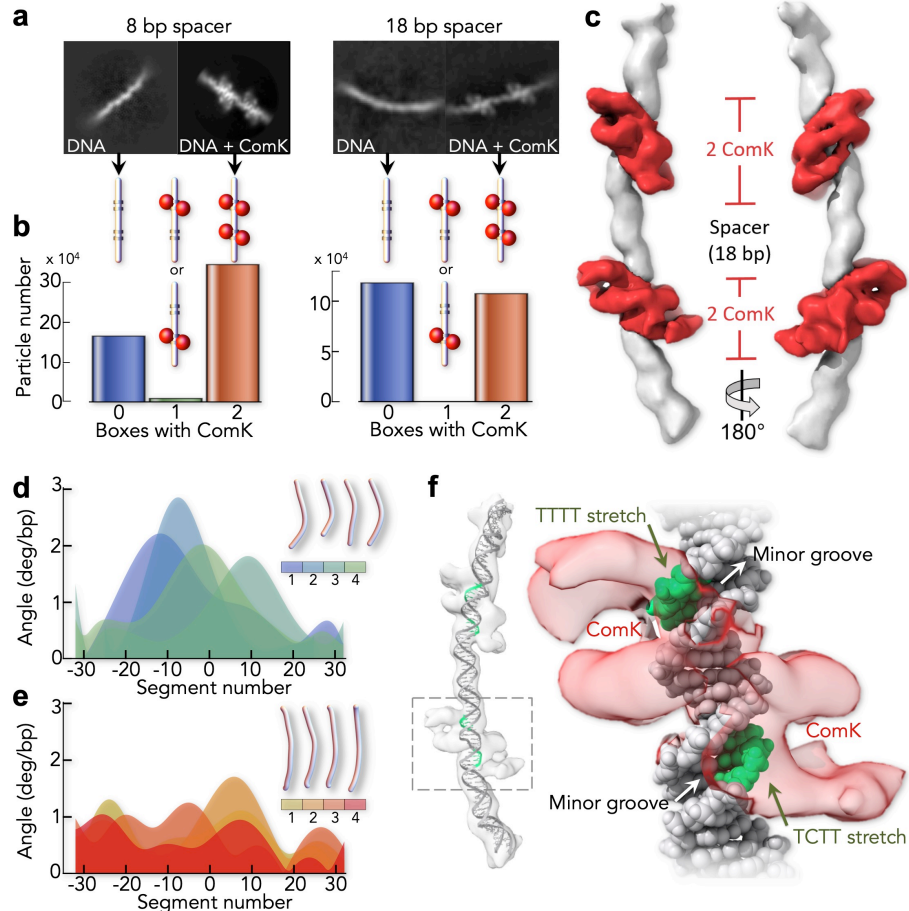 a
8 bp spacer
18 bp spacer
DNA
DNA + ComK
DNA
DNA + ComK
b
x 10⁴
30
20
10
0
Particle number
or
0 1 2
Boxes with ComK
x 10⁴
10
5
0
or
0 1 2
Boxes with ComK
c
2 ComK
Spacer
(18 bp)
2 ComK
180°
d
3
2
1
0
Angle (deg/bp)
1 2 3 4
-30 -20 -10 0 10 20 30
Segment number
e
3
2
1
0
Angle (deg/bp)
1 2 3 4
-30 -20 -10 0 10 20 30
Segment number
f
TTTT stretch
Minor groove
ComK
ComK
Minor groove
TCTT stretch